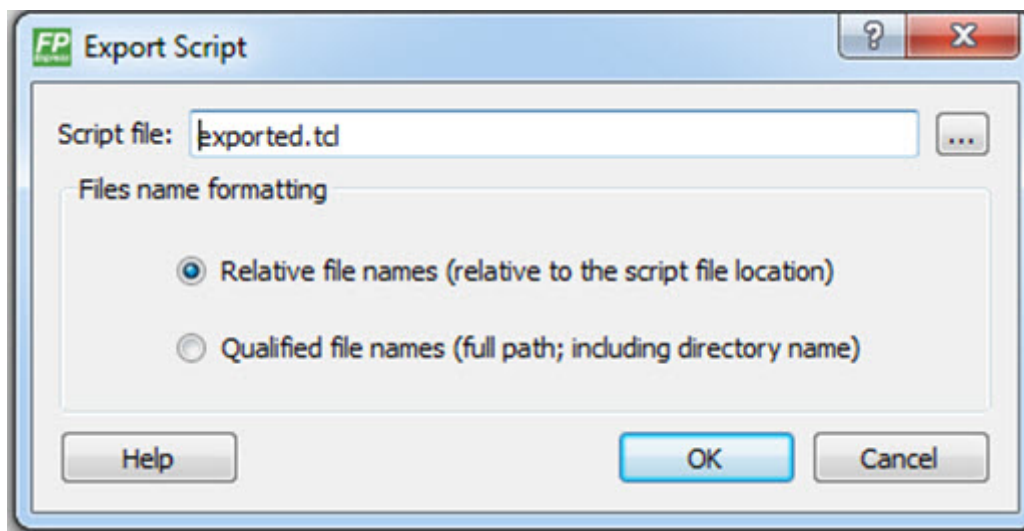 FP
Express
Export Script
Script file:
exported.tcl
...
Files name formatting
Relative file names (relative to the script file location)
Qualified file names (full path; including directory name)
Help
OK
Cancel